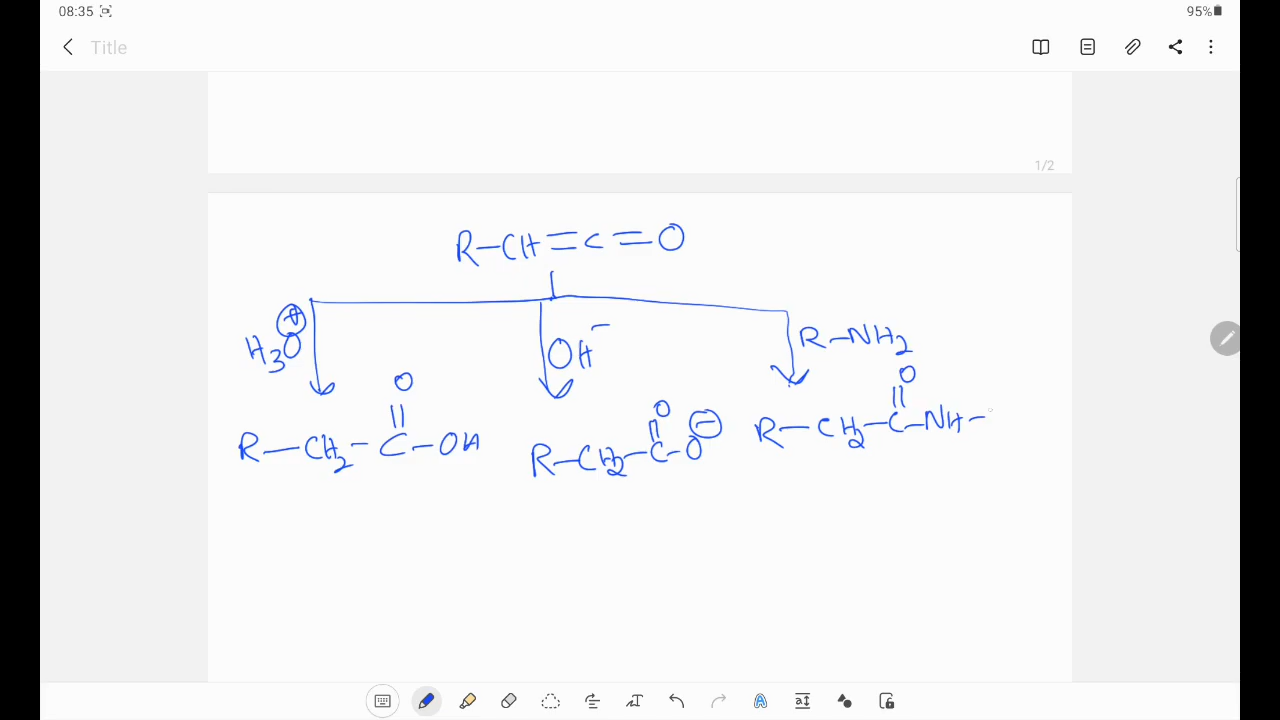 08:35 95%
Title
1/2
R-CH=C=O
H3O⊕ OH⁻ R-NH2
O O O
R-CH2-C-OH R-CH2-C-O⊖ R-CH2-C-NH-